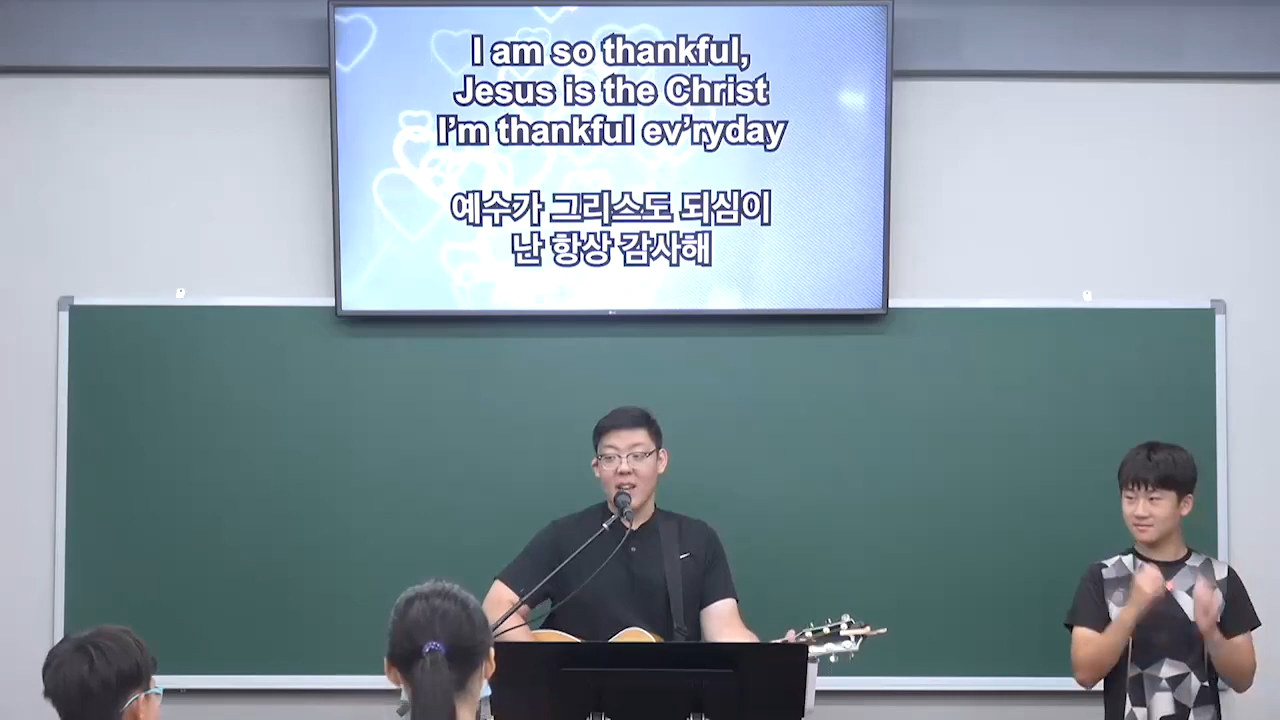 I am so thankful,
Jesus is the Christ
I'm thankful ev'ryday
예수가 그리스도 되심이
난 항상 감사해